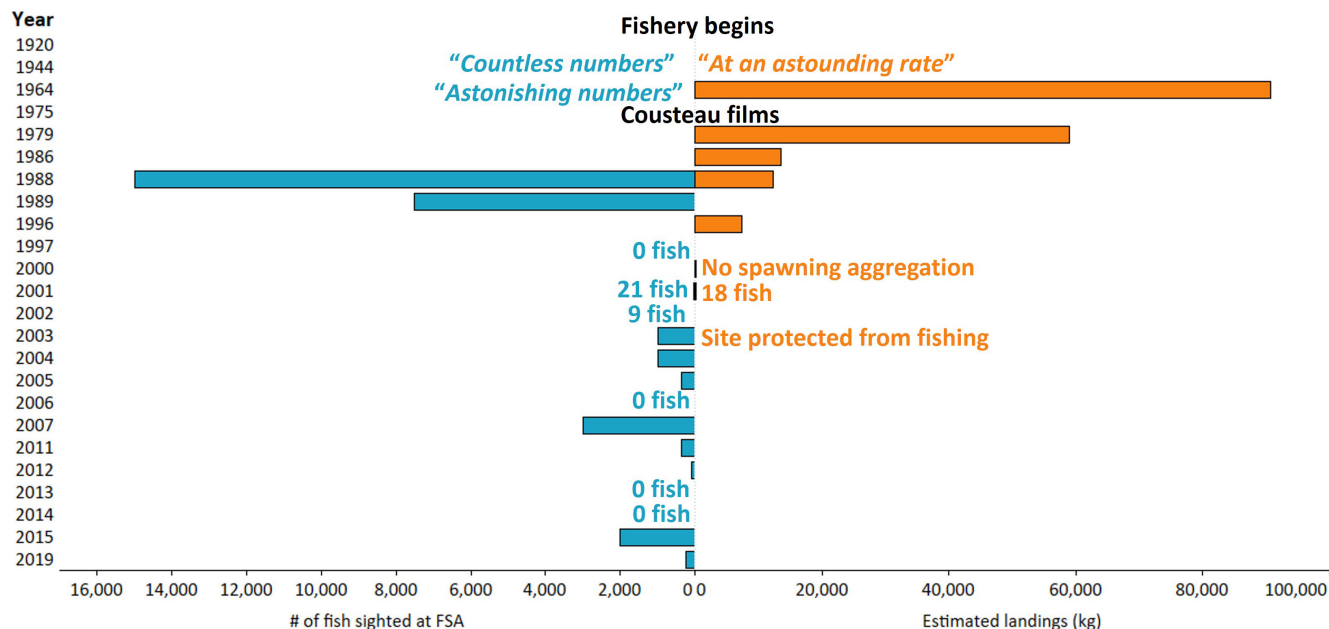 Year
Fishery begins
1920
1944 “Countless numbers” “At an astounding rate”
1964 “Astonishing numbers”
1975 Cousteau films
1979
1986
1988
1989
1996
1997 0 fish
2000 No spawning aggregation
2001 21 fish 18 fish
2002 9 fish
2003 Site protected from fishing
2004
2005
2006 0 fish
2007
2011
2012
2013 0 fish
2014 0 fish
2015
2019
16,000 14,000 12,000 10,000 8,000 6,000 4,000 2,000 0 0 20,000 40,000 60,000 80,000 100,000
# of fish sighted at FSA Estimated landings (kg)